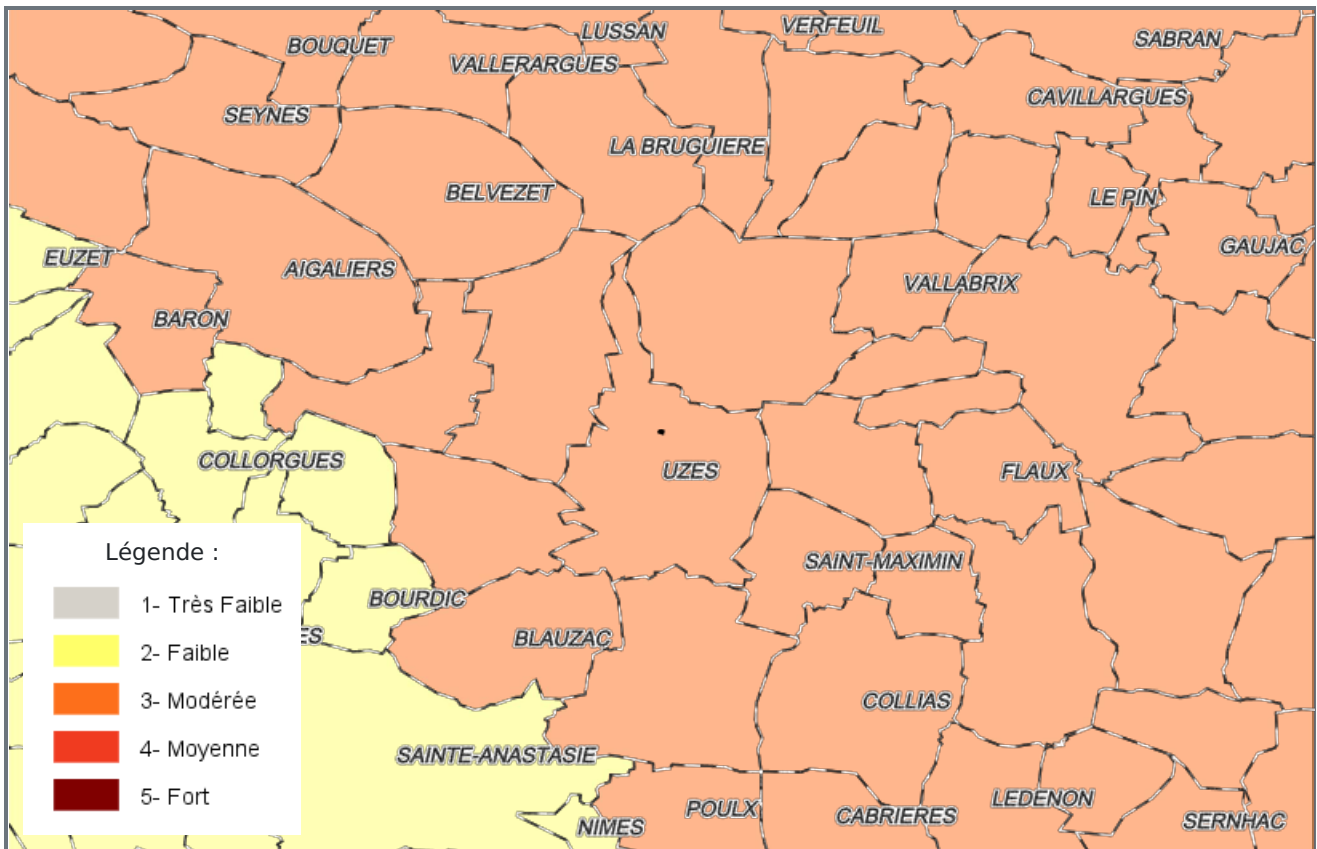 LUSSAN
VERFEUIL
BOUQUET
SABRAN
VALLERARGUES
CAVILLARGUES
SEYNES
LA BRUGUIERE
BELVEZET
LE PIN
GAUJAC
EUZET
AIGALIERS
VALLABRIX
BARON
COLLORGUES
UZES
FLAUX
SAINT-MAXIMIN
BOURDIC
BLAUZAC
ES
COLLIAS
SAINTE-ANASTASIE
LEDENON
POULX
CABRIERES
SERNHAC
NIMES
Légende :
1- Très Faible
2- Faible
3- Modérée
4- Moyenne
5- Fort